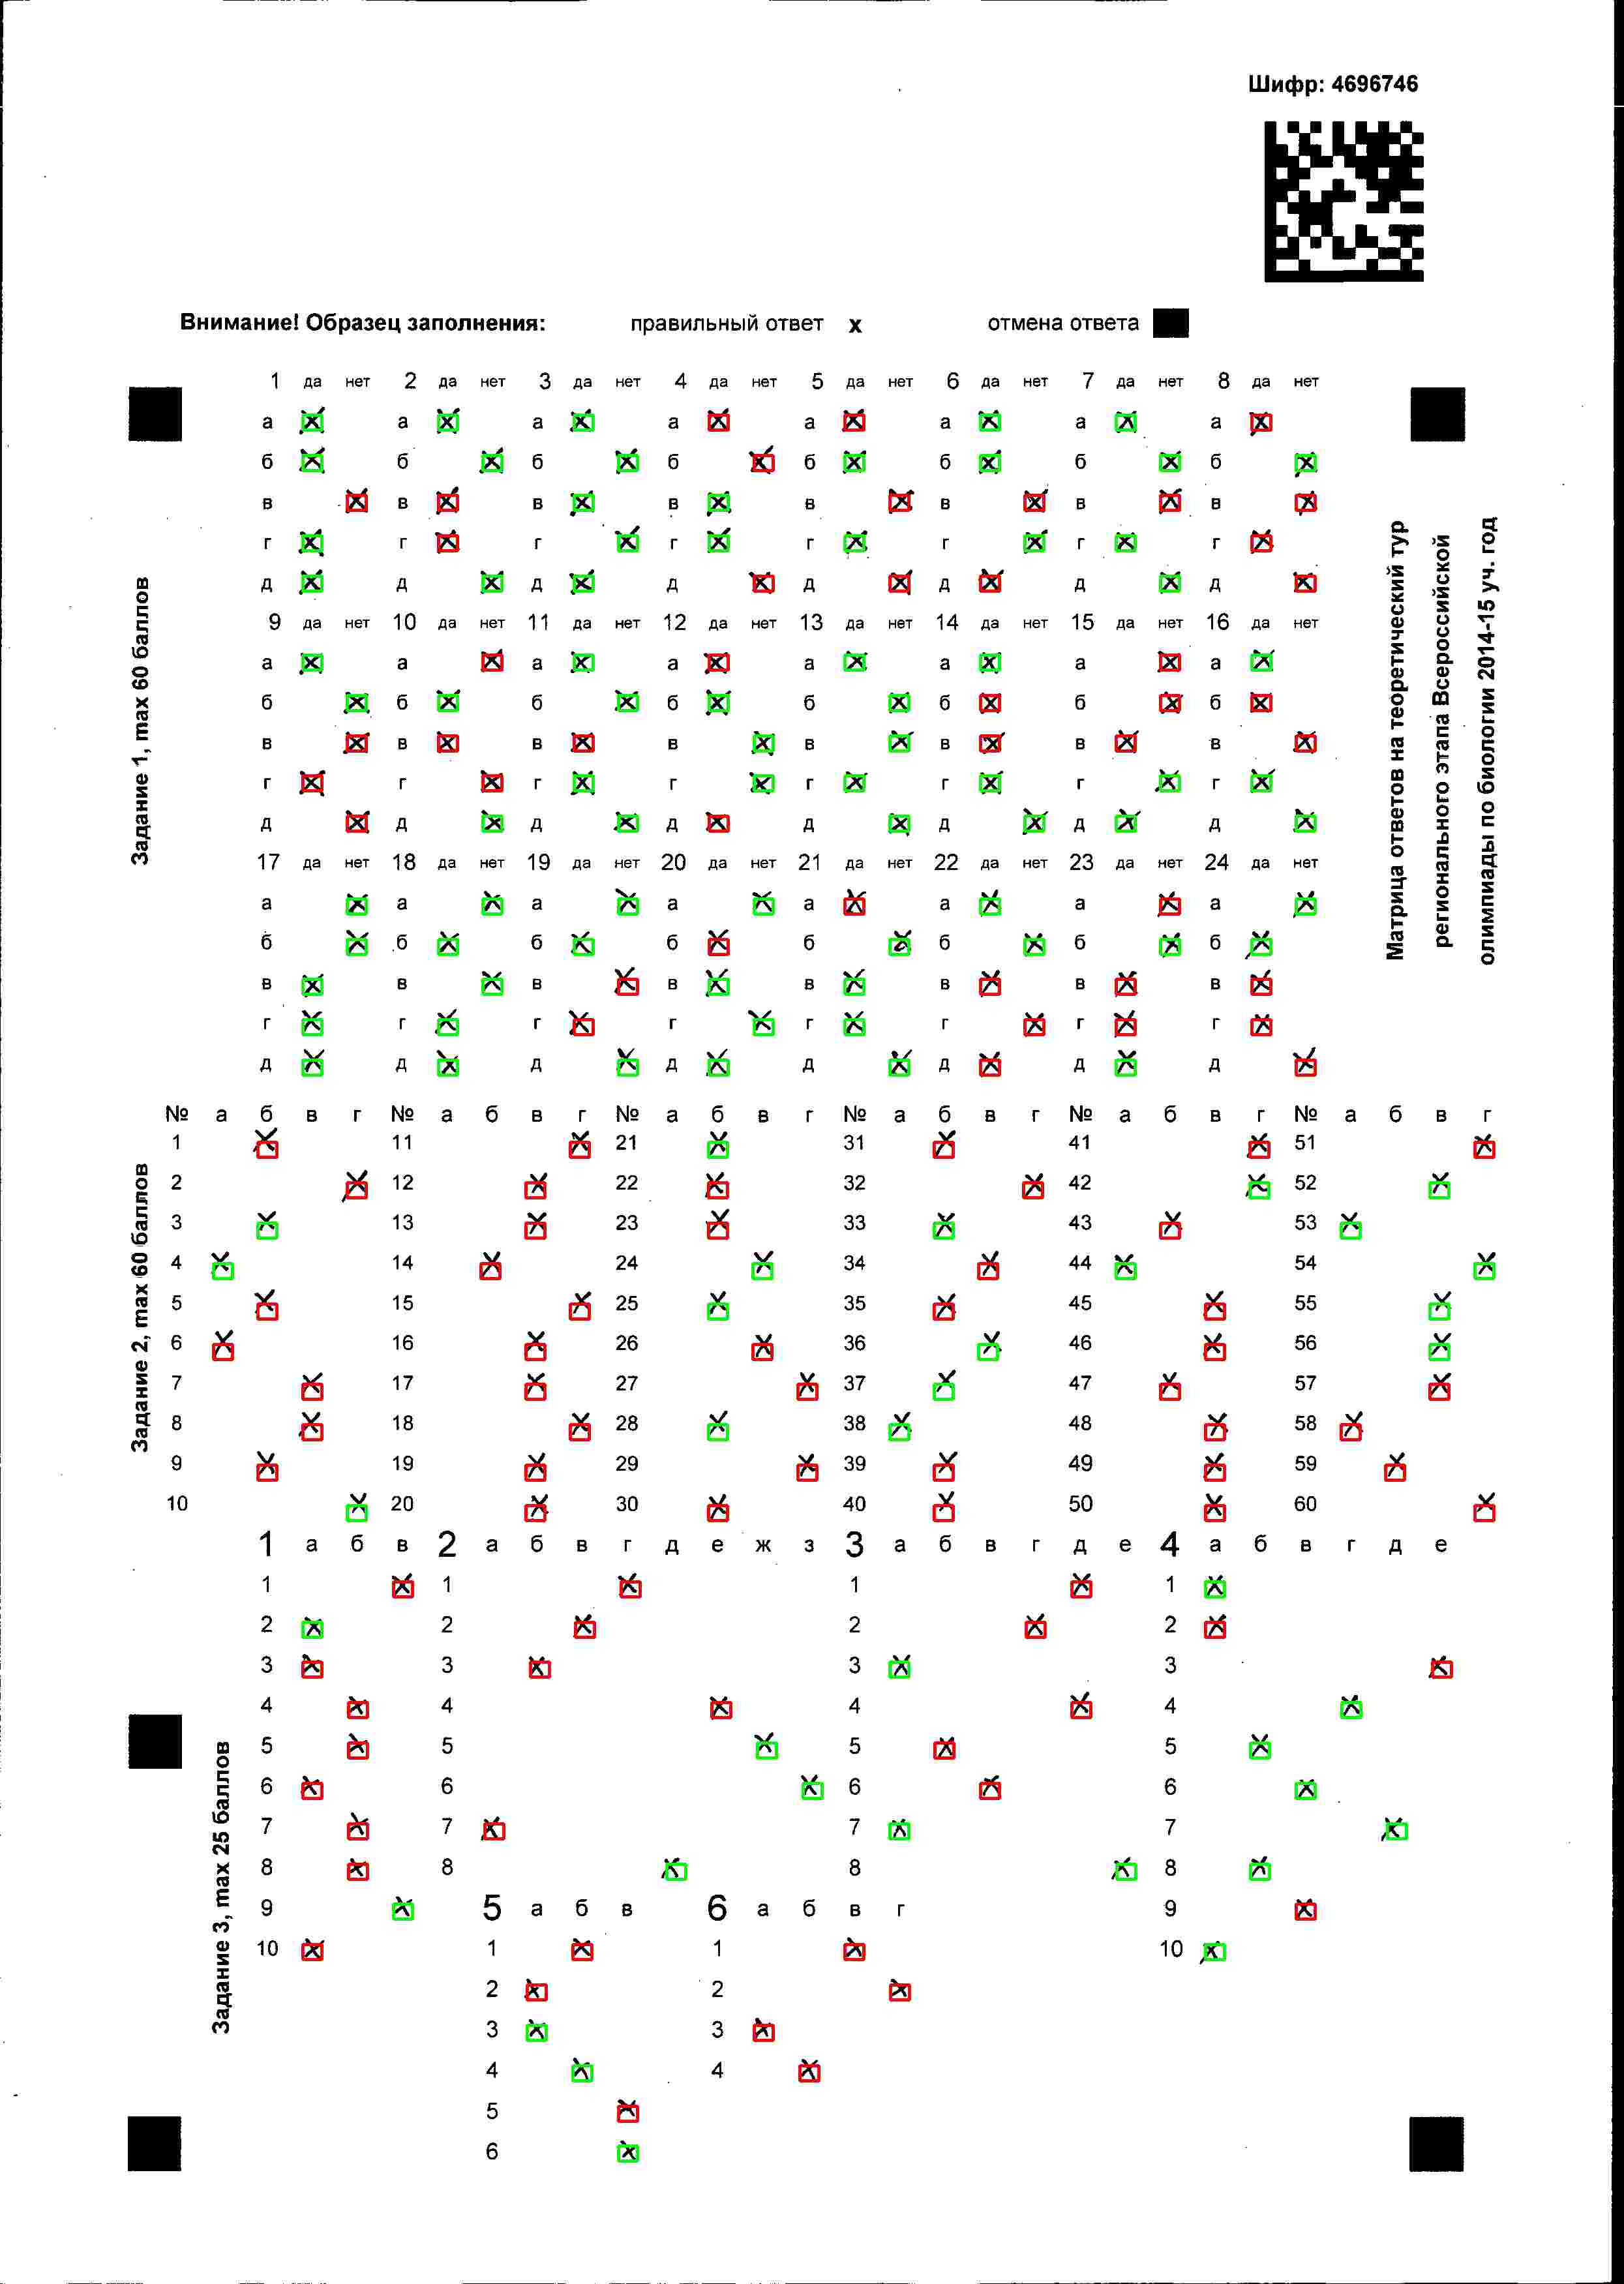 Шифр: 4696746
Внимание! Образец заполнения: правильный ответ х отмена ответа
1 да нет 2 да нет 3 да нет 4 да нет 5 да нет 6 да нет 7 да нет 8 да нет
а а а а а а а а
б б б б б б б б
в в в в в в в в
г г г г г г г г
д д д д д д д д
9 да нет 10 да нет 11 да нет 12 да нет 13 да нет 14 да нет 15 да нет 16 да нет
а а а а а а а а
б б б б б б б б
в в в в в в в в
г г г г г г г г
д д д д д д д д
17 да нет 18 да нет 19 да нет 20 да нет 21 да нет 22 да нет 23 да нет 24 да нет
а а а а а а а а
б б б б б б б б
в в в в в в в в
г г г г г г г г
д д д д д д д д
Задание 1, max 60 баллов
Матрица ответов на теоретический тур
регионального этапа Всероссийской
олимпиады по биологии 2014-15 уч. год
№ а б в г № а б в г № а б в г № а б в г № а б в г № а б в г
1 11 21 31 41 51
2 12 22 32 42 52
3 13 23 33 43 53
4 14 24 34 44 54
5 15 25 35 45 55
6 16 26 36 46 56
7 17 27 37 47 57
8 18 28 38 48 58
9 19 29 39 49 59
10 20 30 40 50 60
Задание 2, max 60 баллов
1 а б в 2 а б в г д е ж з 3 а б в г д е 4 а б в г д е
1 1 1 1
2 2 2 2
3 3 3 3
4 4 4 4
5 5 5 5
6 6 6 6
7 7 7 7
8 8 8 8
9 5 а б в 6 а б в г 9
10 1 1 10
2 2
3 3
4 4
5
6
Задание 3, max 25 баллов